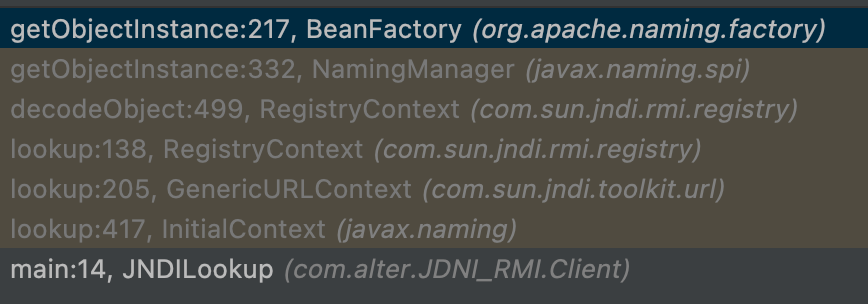 getObjectInstance:217, BeanFactory (org.apache.naming.factory)
getObjectInstance:332, NamingManager (javax.naming.spi)
decodeObject:499, RegistryContext (com.sun.jndi.rmi.registry)
lookup:138, RegistryContext (com.sun.jndi.rmi.registry)
lookup:205, GenericURLContext (com.sun.jndi.toolkit.url)
lookup:417, InitialContext (javax.naming)
main:14, JNDILookup (com.alter.JDNI_RMI.Client)